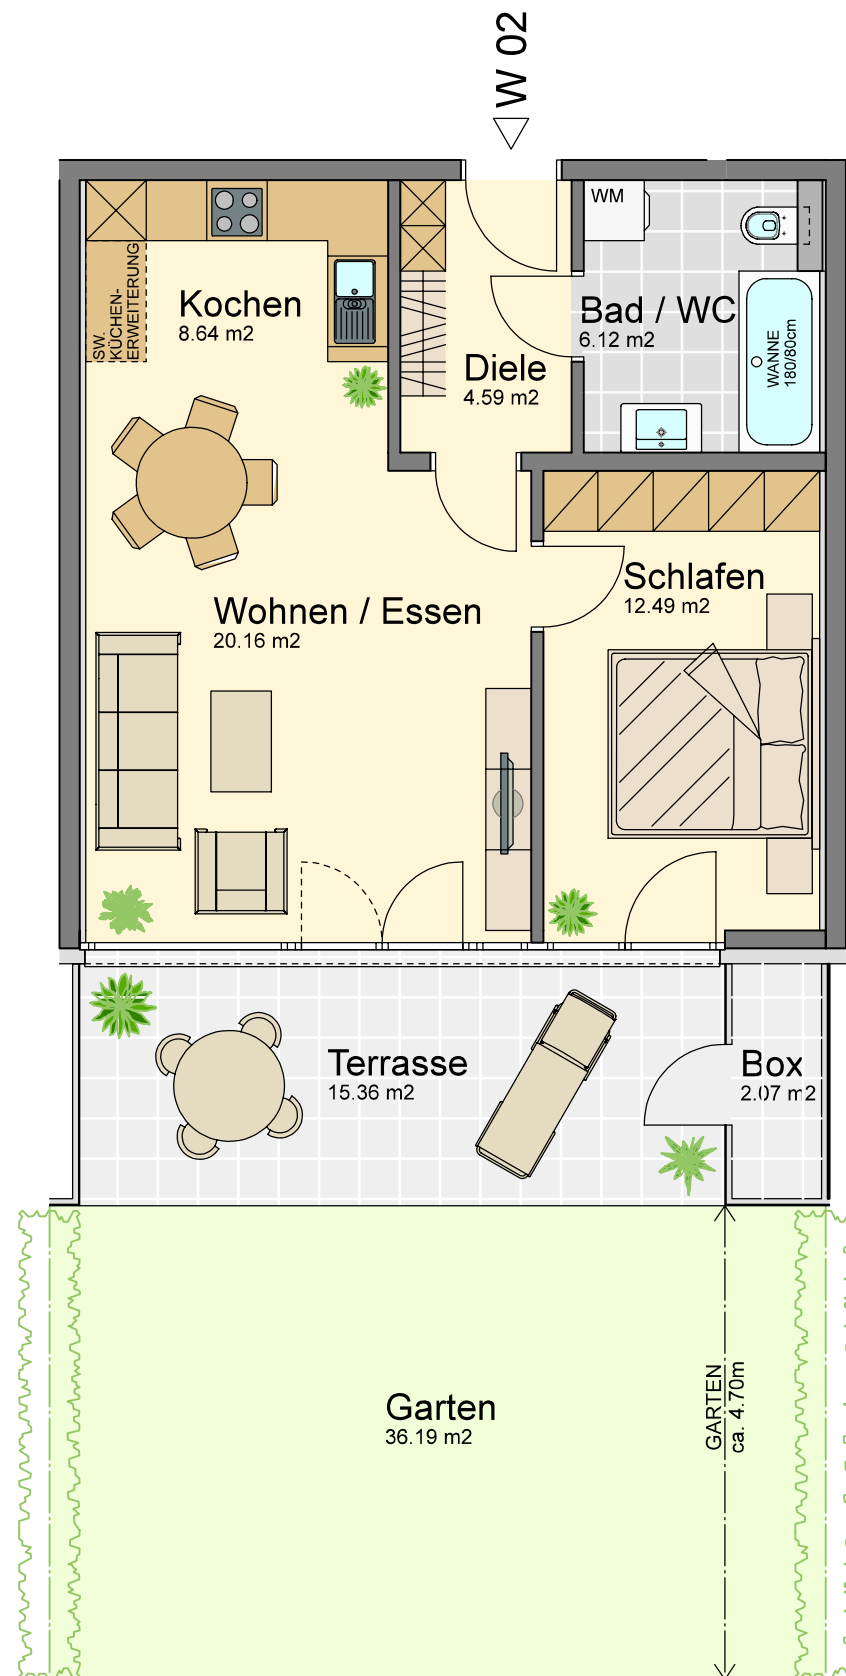 W 02
WM
SW.
KÜCHEN-
ERWEITERUNG
Kochen
8.64 m2
Bad / WC
6.12 m2
WANNE
180/80cm
Diele
4.59 m2
Schlafen
12.49 m2
Wohnen / Essen
20.16 m2
Terrasse
15.36 m2
Box
2.07 m2
Garten
36.19 m2
GARTEN
ca. 4.70m